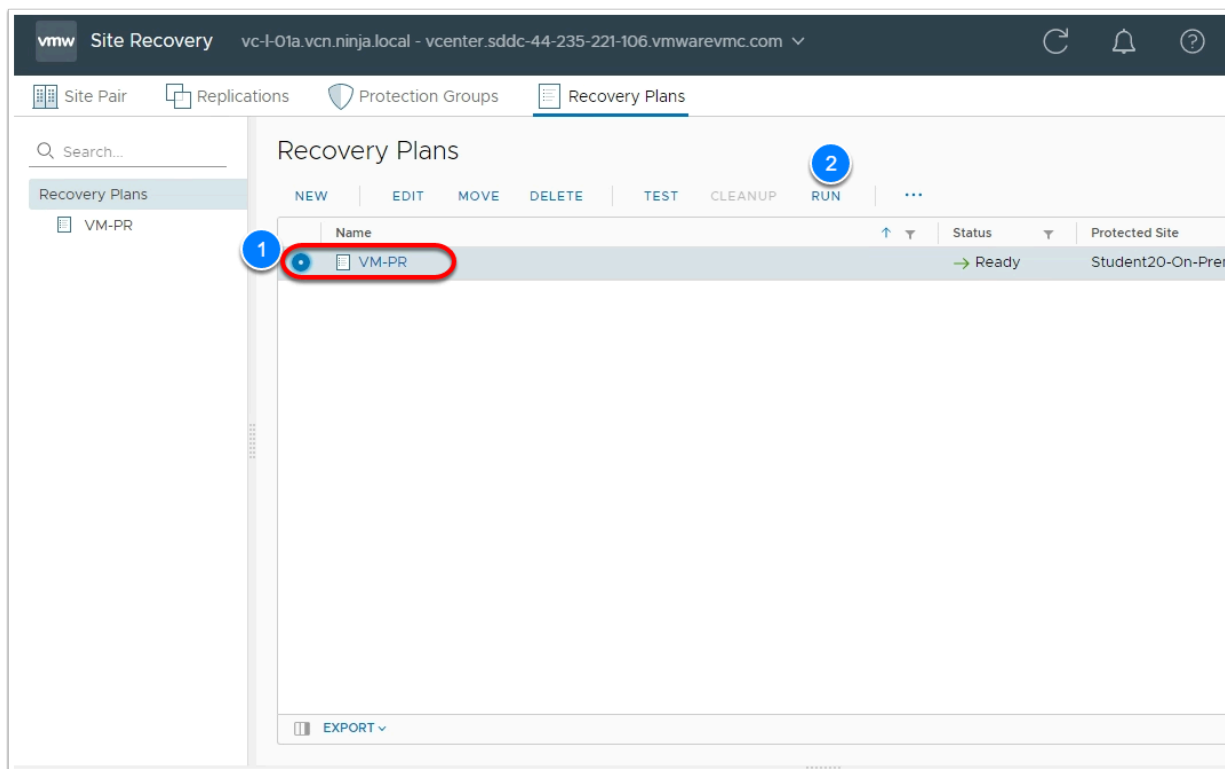 vmw Site Recovery vc-l-01a.vcn.ninja.local - vcenter.sddc-44-235-221-106.vmwarevmc.com
Site Pair Replications Protection Groups Recovery Plans
Search...
Recovery Plans
VM-PR
Recovery Plans
2
NEW EDIT MOVE DELETE TEST CLEANUP RUN ...
Name Status Protected Site
1
VM-PR Ready Student20-On-Prer
EXPORT